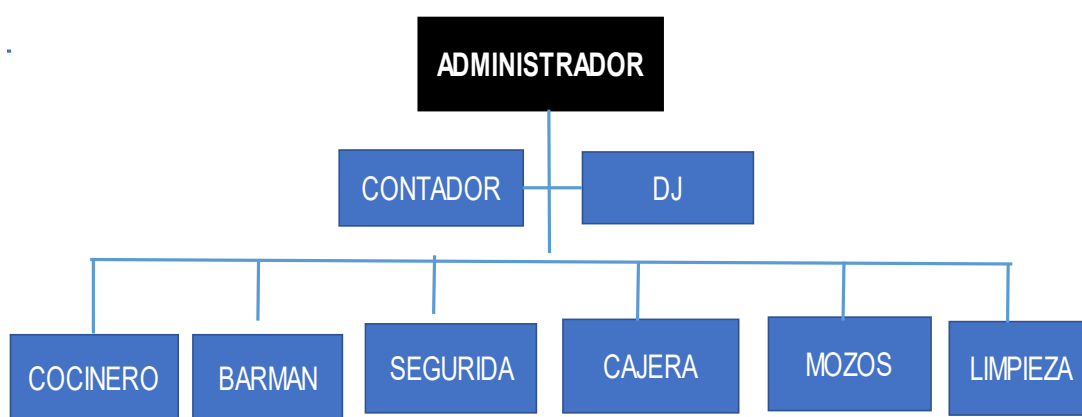 ADMINISTRADOR
CONTADOR
DJ
COCINERO
BARMAN
SEGURIDA
CAJERA
MOZOS
LIMPIEZA